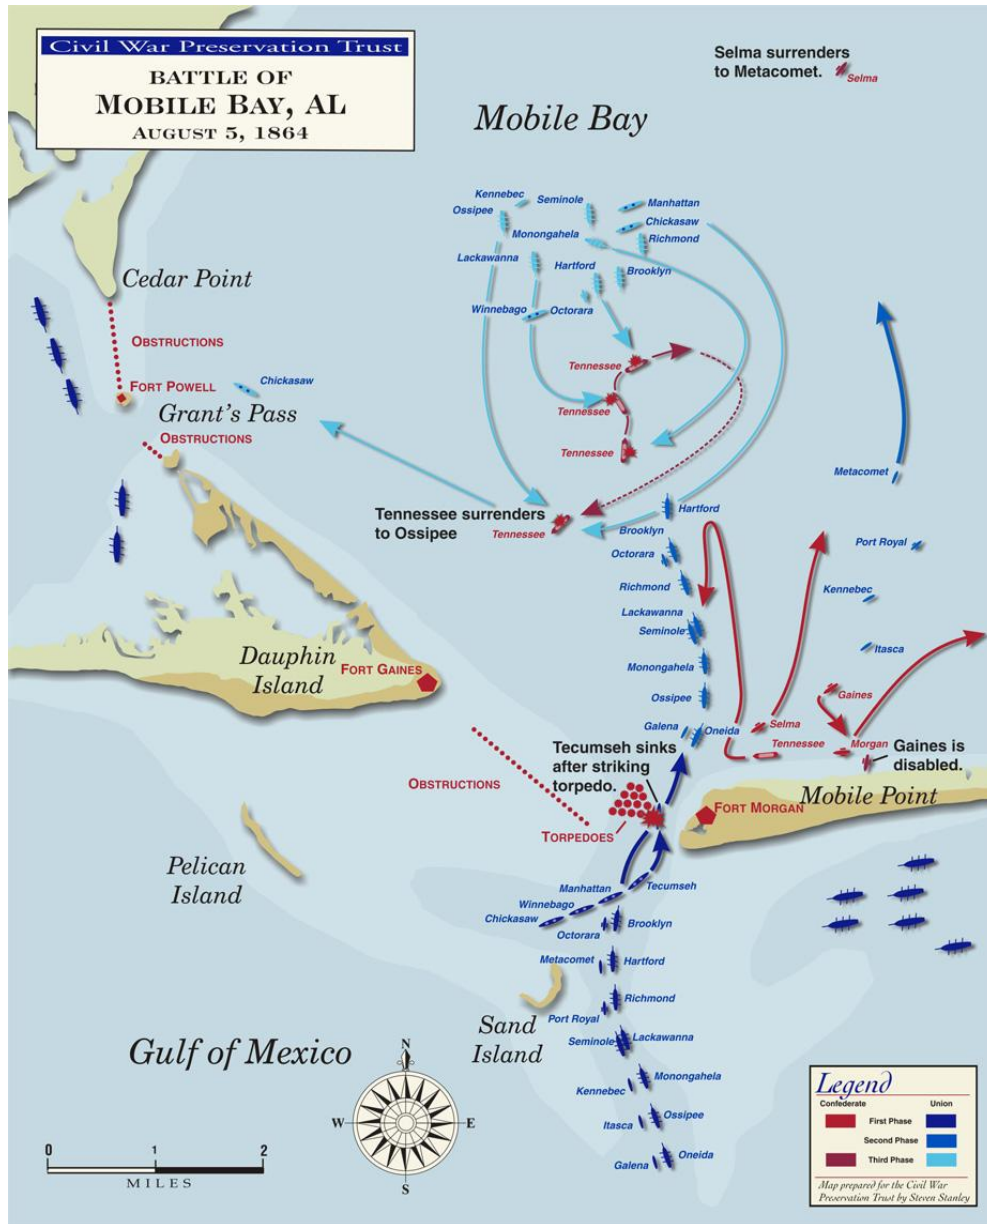 Civil War Preservation Trust
BATTLE OF
MOBILE BAY, AL
AUGUST 5, 1864
Selma surrenders
to Metacomet.
Selma
Mobile Bay
Kennebec
Seminole
Manhattan
Ossipee
Chickasaw
Monongahela
Richmond
Lackawanna
Hartford
Brooklyn
Winnebago
Octorara
Cedar Point
OBSTRUCTIONS
FORT POWELL
Chickasaw
Grant's Pass
OBSTRUCTIONS
Tennessee
Tennessee
Tennessee
Tennessee surrenders
to Ossipee
Tennessee
Hartford
Brooklyn
Octorara
Richmond
Lackawanna
Seminole
Monongahela
Ossipee
Galena
Oneida
Metacomet
Port Royal
Kennebec
Itasca
Gaines
Selma
Tennessee
Morgan
Gaines is
disabled.
Dauphin
Island
FORT GAINES
Tecumseh sinks
after striking
torpedo.
OBSTRUCTIONS
TORPEDOES
FORT MORGAN
Mobile Point
Pelican
Island
Manhattan
Tecumseh
Winnebago
Chickasaw
Octorara
Brooklyn
Metacomet
Hartford
Richmond
Port Royal
Sand
Island
Seminole
Lackawanna
Monongahela
Kennebec
Itasca
Ossipee
Galena
Oneida
Gulf of Mexico
N
W
E
S
0
1
2
MILES
Legend
Confederate
Union
First Phase
Second Phase
Third Phase
Map prepared for the Civil War
Preservation Trust by Steven Stanley